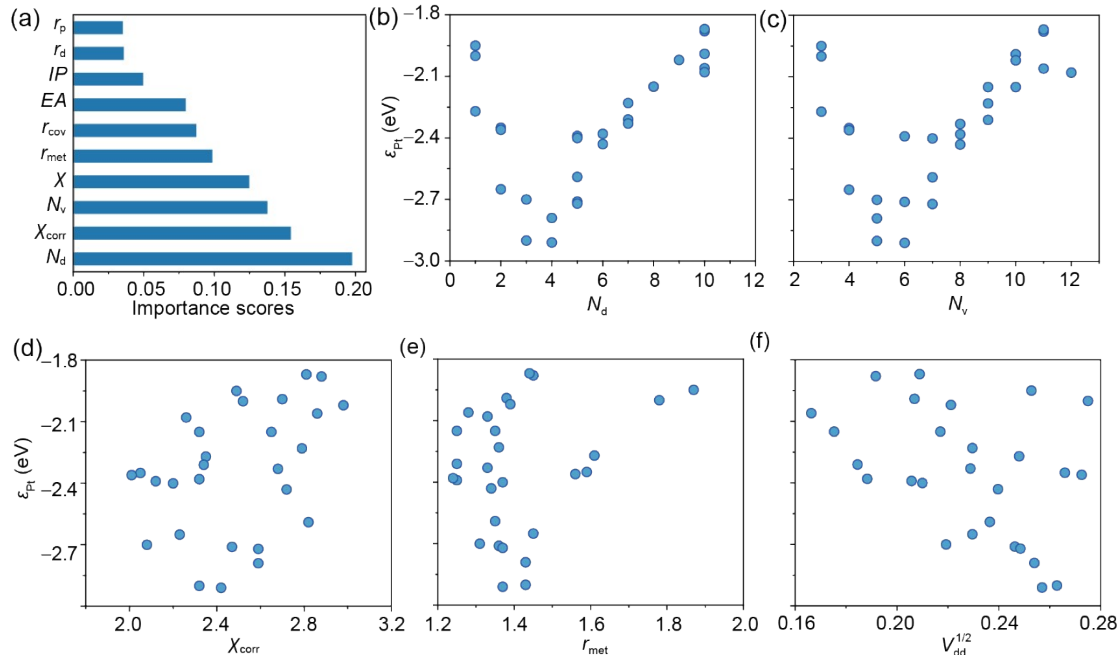 (a)
r_p
r_d
IP
EA
r_cov
r_met
χ
N_v
χ_corr
N_d
0.00 0.05 0.10 0.15 0.20
Importance scores
(b)
−1.8
−2.1
−2.4
−2.7
−3.0
ε_Pt (eV)
0 2 4 6 8 10 12
N_d
(c)
2 4 6 8 10 12
N_v
(d)
−1.8
−2.1
−2.4
−2.7
ε_Pt (eV)
2.0 2.4 2.8 3.2
χ_corr
(e)
1.2 1.4 1.6 1.8 2.0
r_met
(f)
0.16 0.20 0.24 0.28
V_dd^1/2